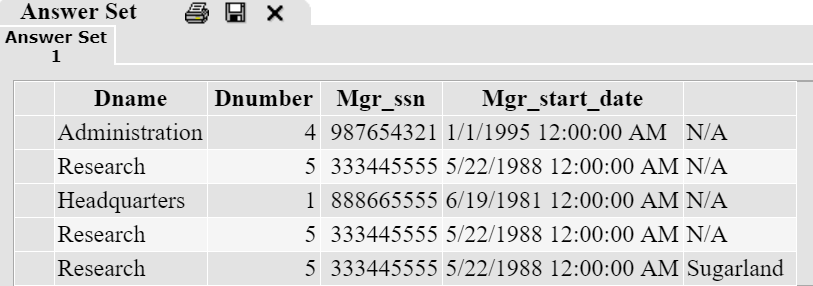 Answer Set
Answer Set
1
Dname Dnumber Mgr_ssn Mgr_start_date
Administration 4 987654321 1/1/1995 12:00:00 AM N/A
Research 5 333445555 5/22/1988 12:00:00 AM N/A
Headquarters 1 888665555 6/19/1981 12:00:00 AM N/A
Research 5 333445555 5/22/1988 12:00:00 AM N/A
Research 5 333445555 5/22/1988 12:00:00 AM Sugarland